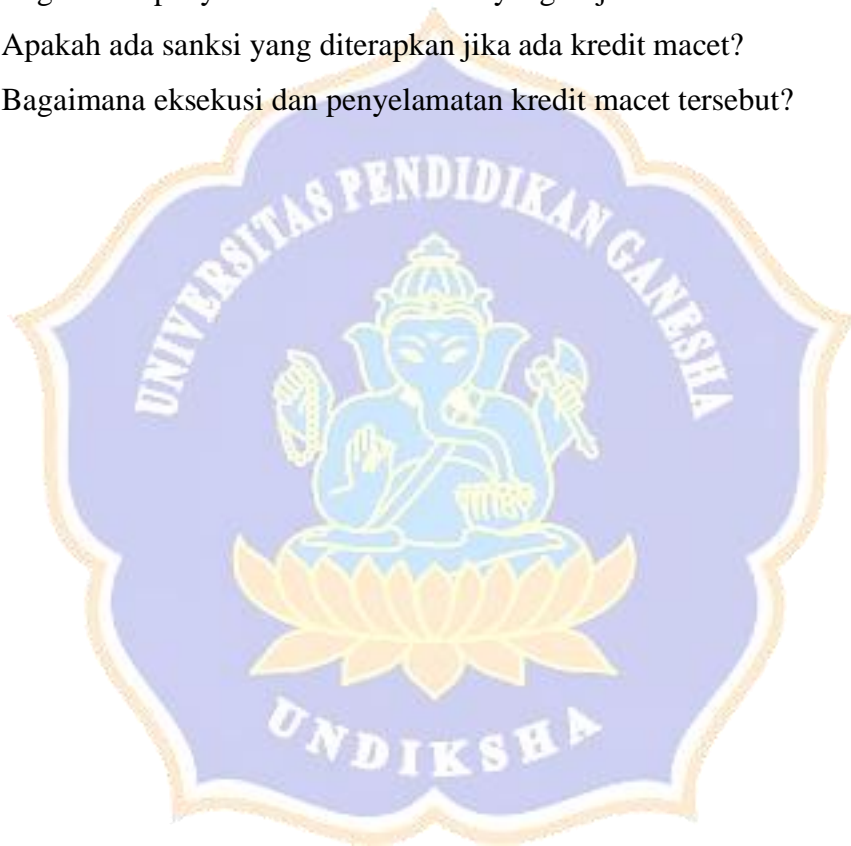 Apakah ada sanksi yang diterapkan jika ada kredit macet?
Bagaimana eksekusi dan penyelamatan kredit macet tersebut?
UNIVERSITAS PENDIDIKAN GANESHA
UNDIKSHA